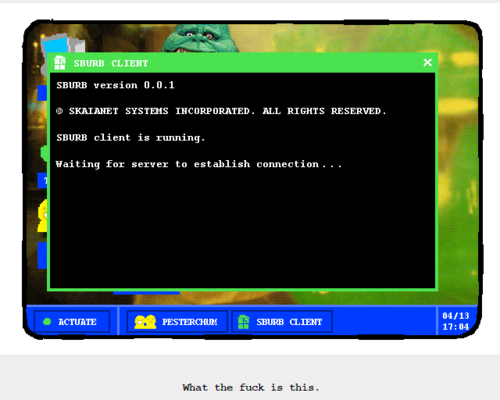 SBURB CLIENT
SBURB version 0.0.1
© SKAIANET SYSTEMS INCORPORATED. ALL RIGHTS RESERVED.
SBURB client is running.
Waiting for server to establish connection...
ACTUATE
PESTERCHUM
SBURB CLIENT
04/13
17:04
What the fuck is this.